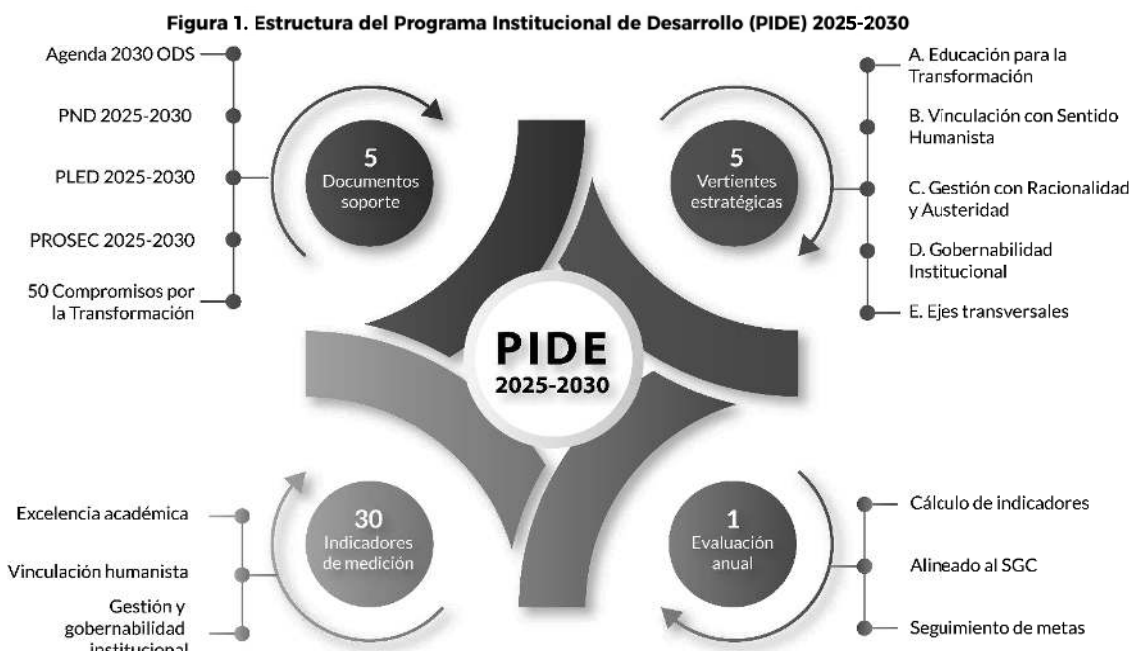 Figura 1. Estructura del Programa Institucional de Desarrollo (PIDE) 2025-2030
Agenda 2030 ODS
PND 2025-2030
PLED 2025-2030
PROSEC 2025-2030
50 Compromisos por
la Transformación
5
Documentos
soporte
5
Vertientes
estratégicas
A. Educación para la
Transformación
B. Vinculación con Sentido
Humanista
C. Gestión con Racionalidad
y Austeridad
D. Gobernabilidad
Institucional
E. Ejes transversales
PIDE
2025-2030
Excelencia académica
Vinculación humanista
Gestión y
gobernabilidad
institucional
30
Indicadores
de medición
1
Evaluación
anual
Cálculo de indicadores
Alineado al SGC
Seguimiento de metas